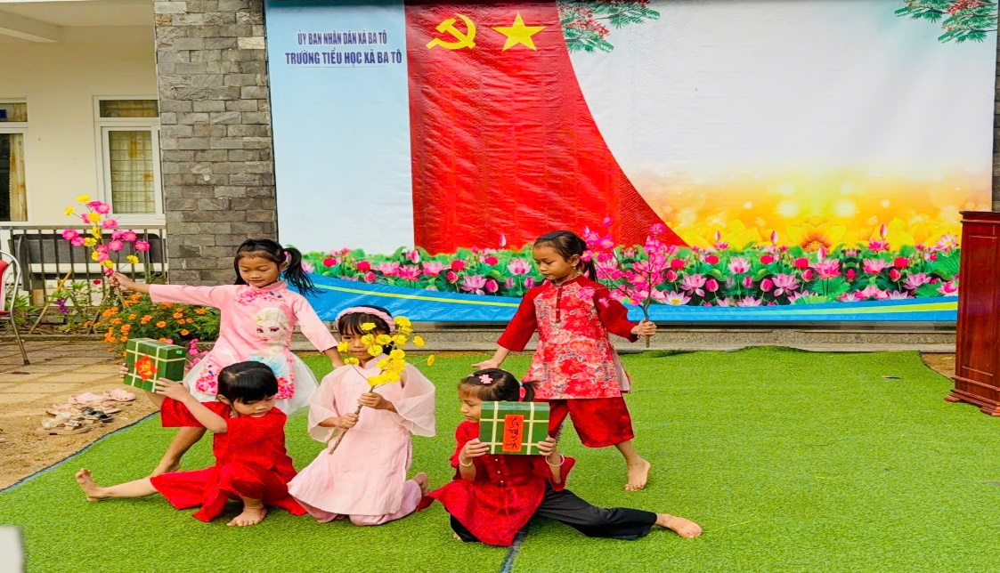 ỦY BAN NHÂN DÂN XÃ BA TÔ
TRƯỜNG TIỂU HỌC XÃ BA TÔ